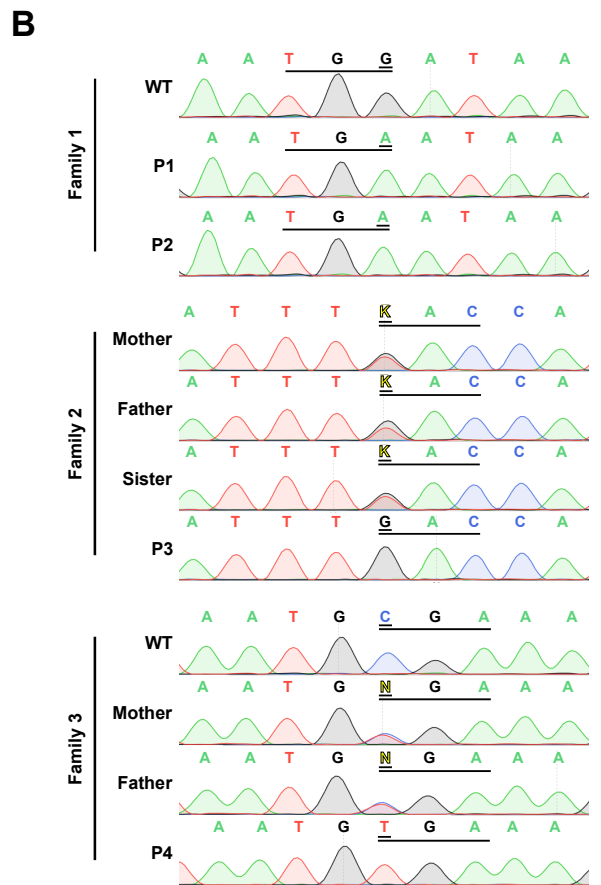 B
A A T G G A T A A
WT
A A T G A A T A A
P1
A A T G A A T A A
P2
Family 1
A T T T K A C C A
Mother
A T T T K A C C A
Father
A T T T K A C C A
Sister
A T T T G A C C A
P3
Family 2
A A T G C G A A A
WT
A A T G N G A A A
Mother
A A T G N G A A A
Father
A A T G T G A A A
P4
Family 3